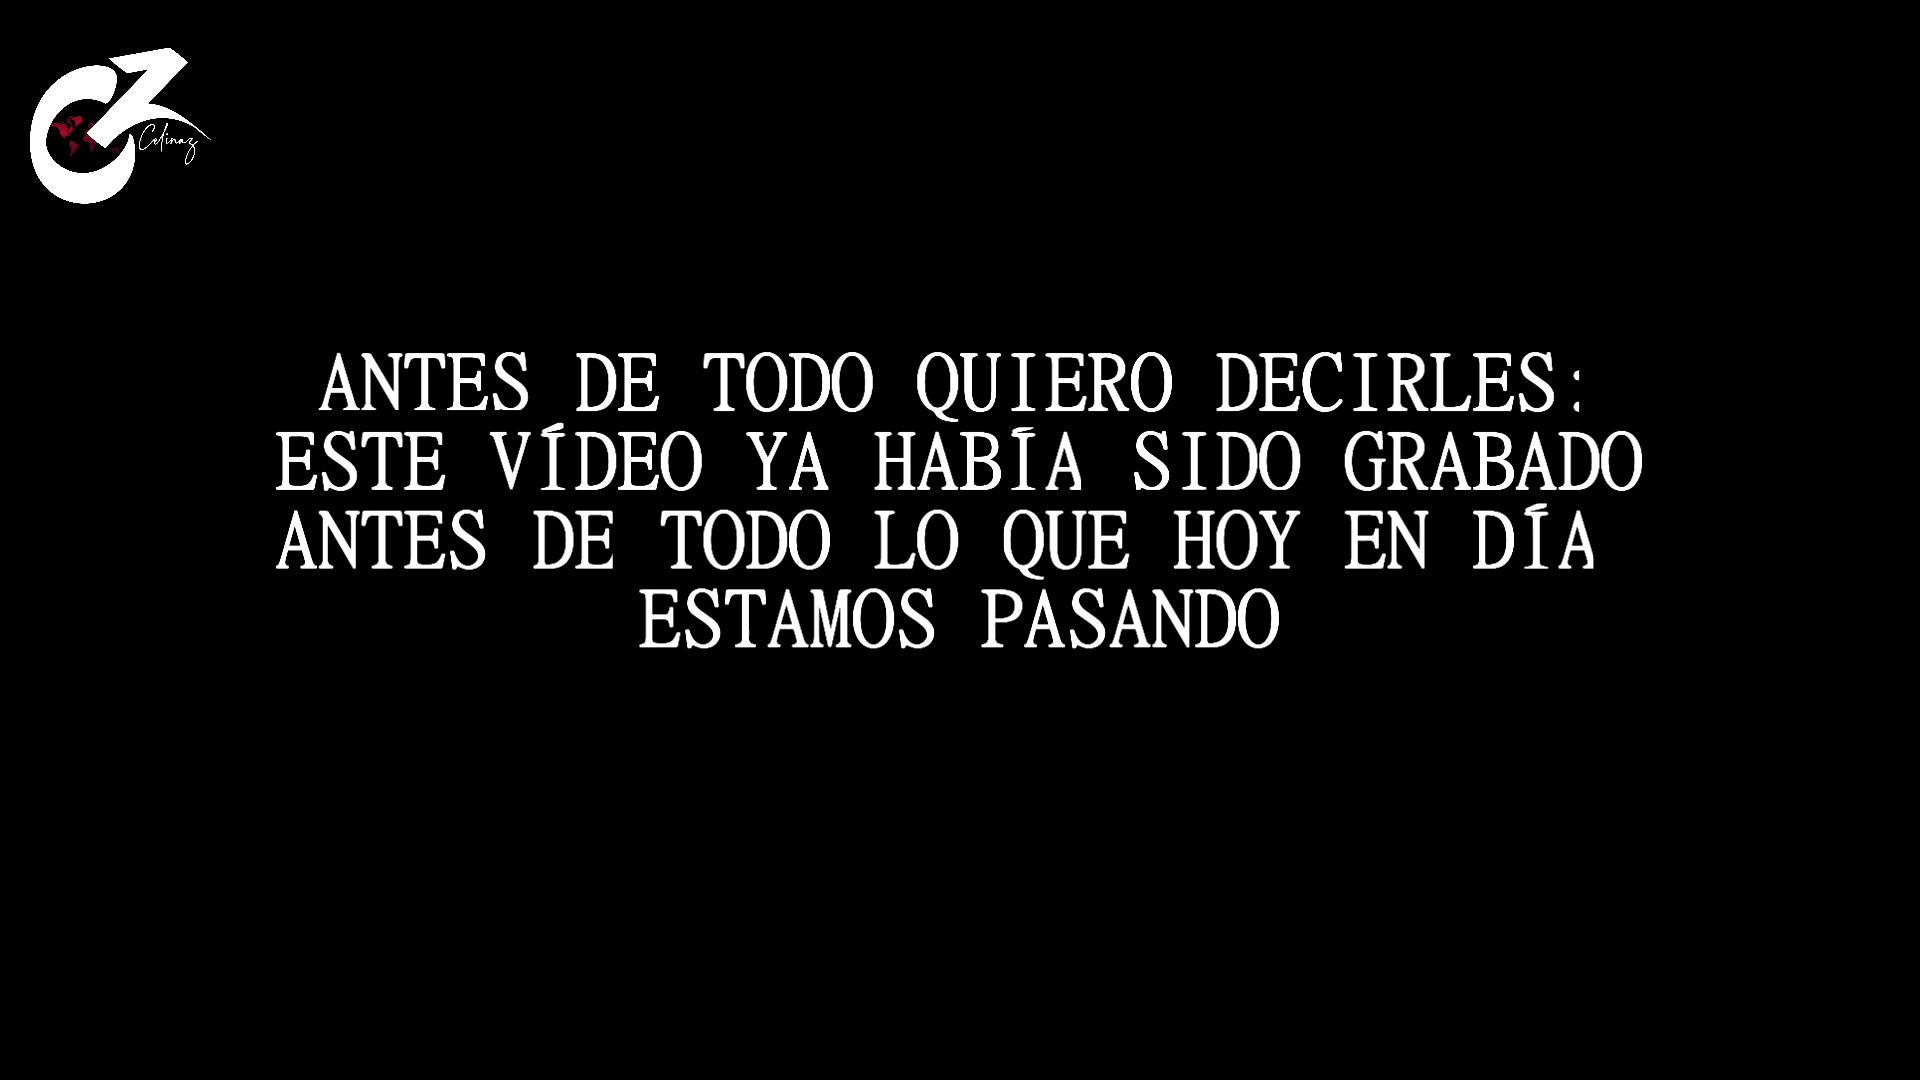 Celinaz
ANTES DE TODO QUIERO DECIRLES:
ESTE VÍDEO YA HABÍA SIDO GRABADO
ANTES DE TODO LO QUE HOY EN DÍA
ESTAMOS PASANDO